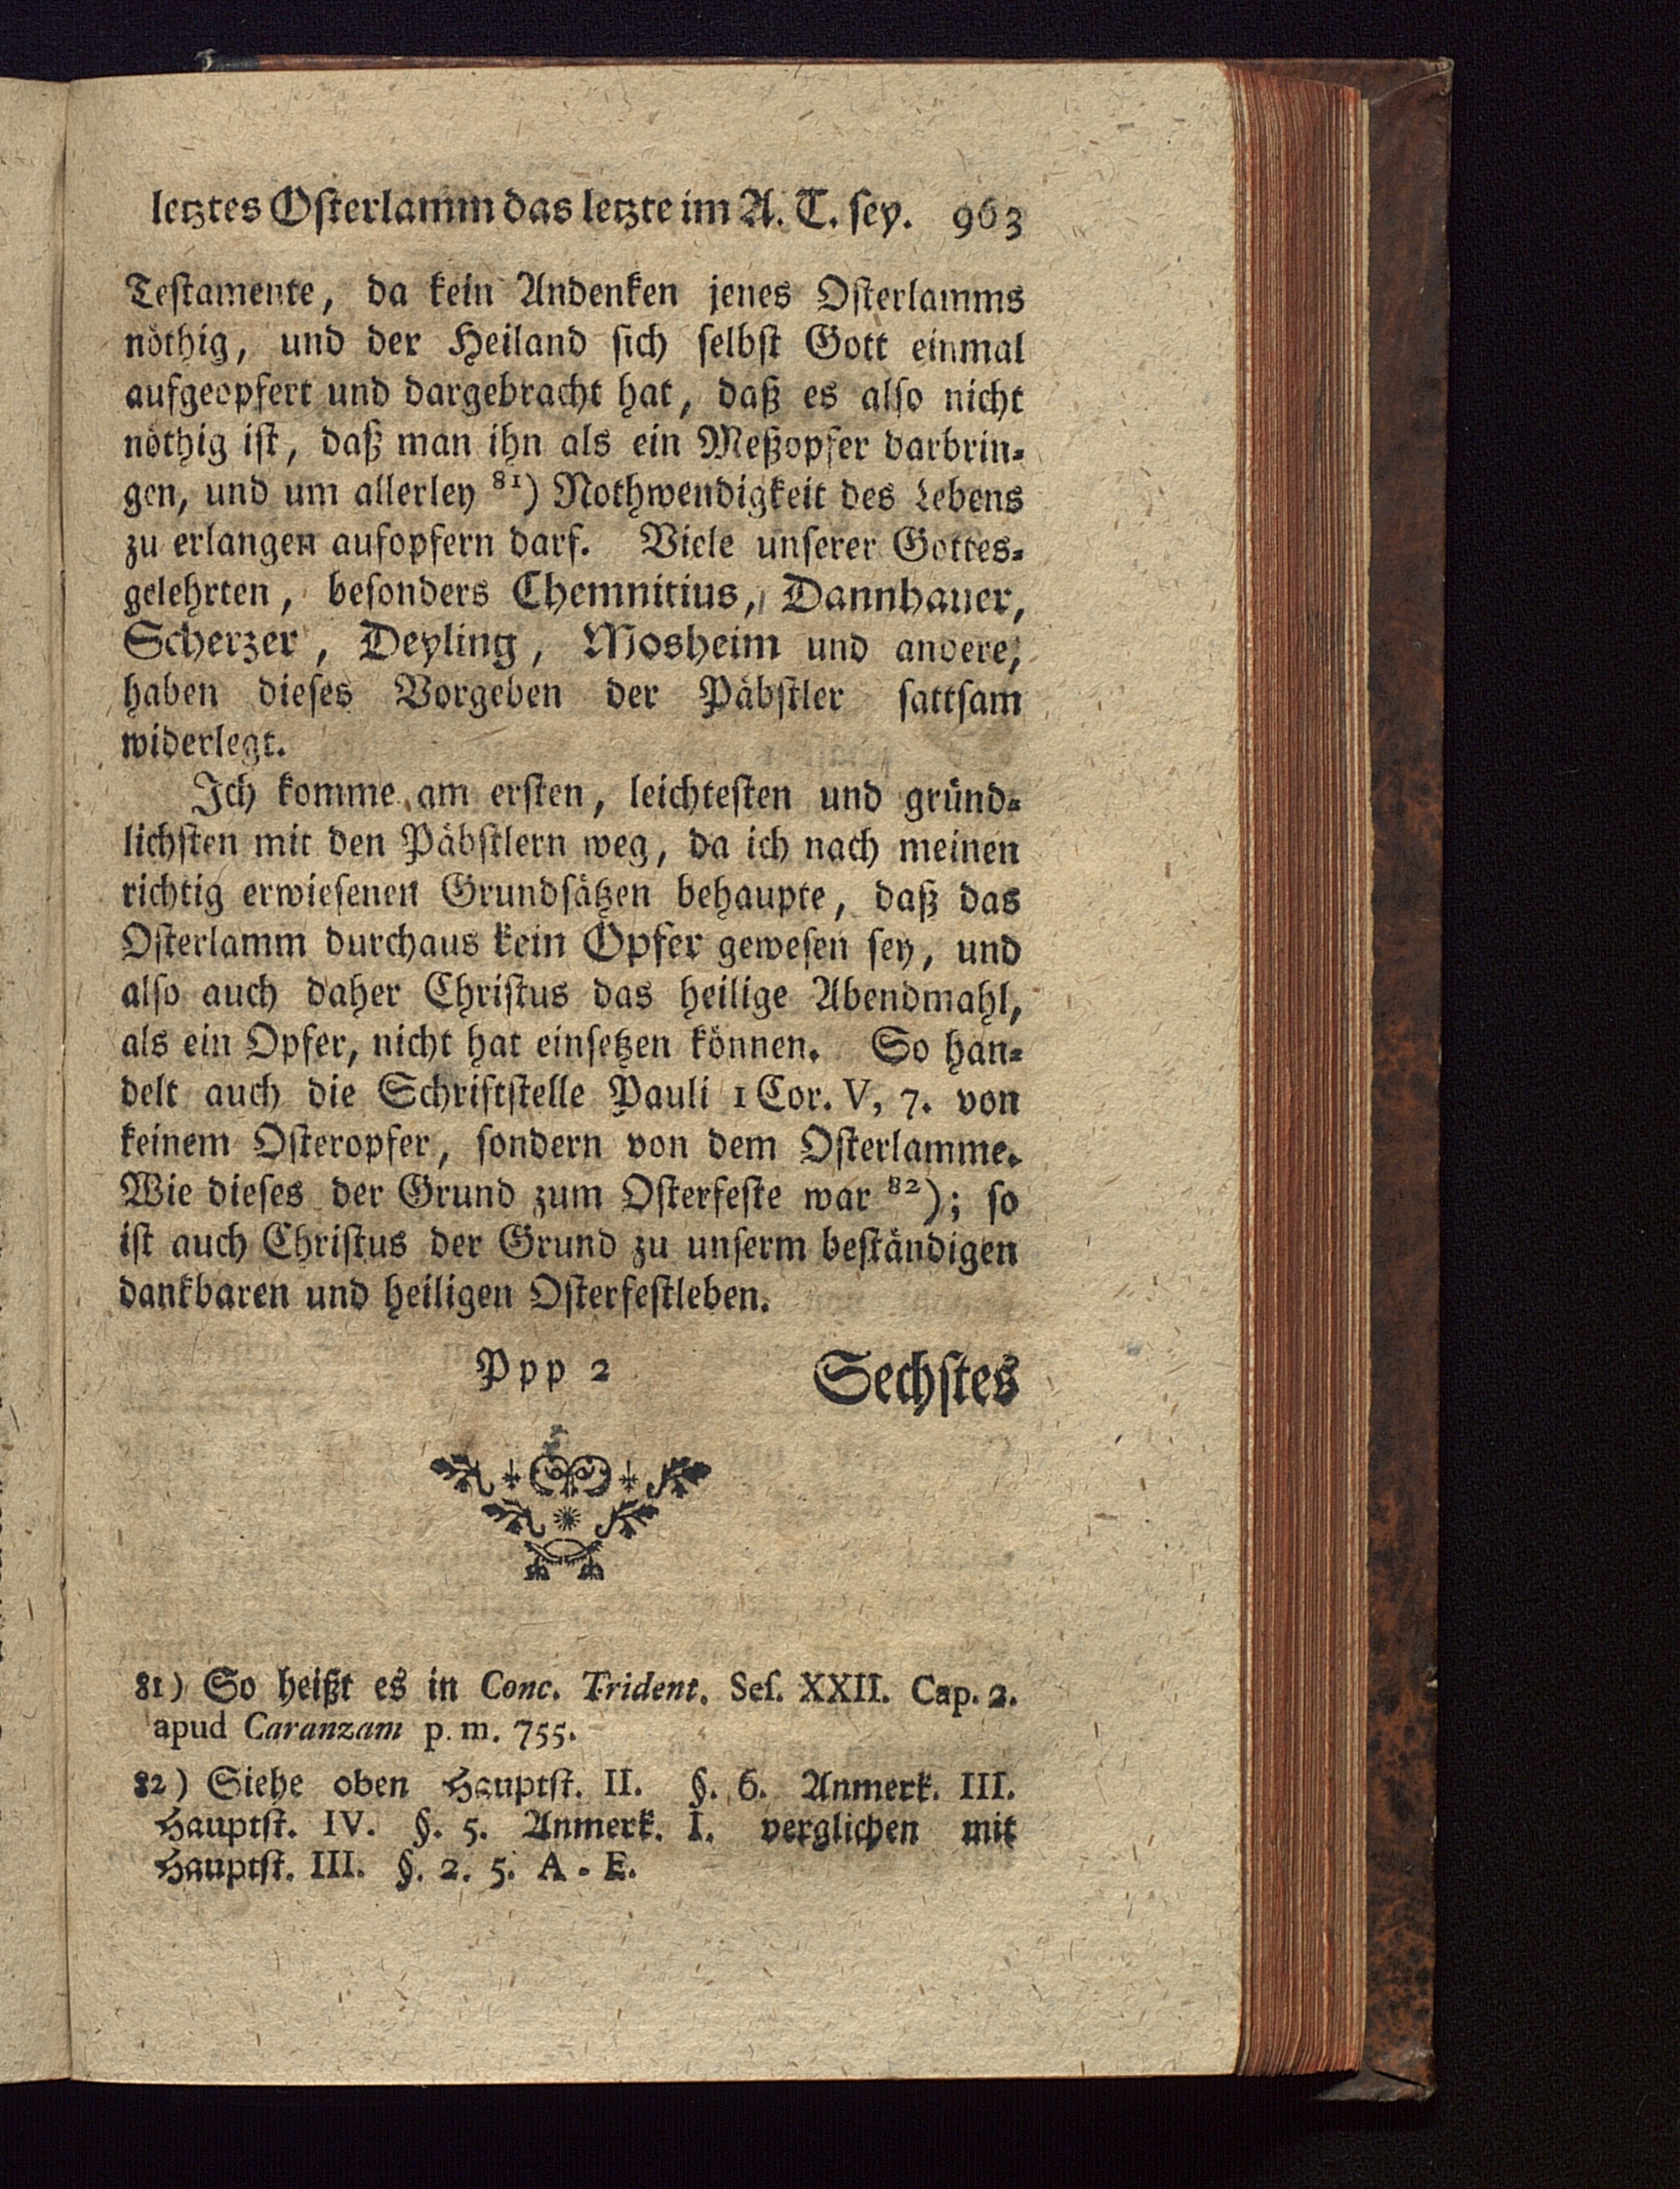 letztes Osterlamm das letzte im A. T. sey. 963
Testamente, da kein Andenken jenes Osterlamms
nöthig, und der Heiland sich selbst Gott einmal
aufgeopfert und dargebracht hat, daß es also nicht
nöthig ist, daß man ihn als ein Meßopfer darbrin-
gen, und um allerley 81) Nothwendigkeit des Lebens
zu erlangen aufopfern darf. Viele unserer Gottes-
gelehrten, besonders Chemnitius, Dannhauer,
Scherzer, Deyling, Mosheim und andere,
haben dieses Vorgeben der Päbstler sattsam
widerlegt.
Ich komme am ersten, leichtesten und gründ-
lichsten mit den Päbstlern weg, da ich nach meinen
richtig erwiesenen Grundsätzen behaupte, daß das
Osterlamm durchaus kein Opfer gewesen sey, und
also auch daher Christus das heilige Abendmahl,
als ein Opfer, nicht hat einsetzen können. So han-
delt auch die Schriftstelle Pauli 1 Cor. V, 7. von
keinem Osteropfer, sondern von dem Osterlamme.
Wie dieses der Grund zum Osterfeste war 82); so
ist auch Christus der Grund zu unserm beständigen
dankbaren und heiligen Osterfestleben.
Ppp 2 Sechstes
81) So heißt es in Conc. Trident. Ses. XXII. Cap. 2.
apud Caranzam p. m. 755.
82) Siehe oben Hauptst. II. §. 6. Anmerk. III.
Hauptst. IV. §. 5. Anmerk. I. verglichen mit
Hauptst. III. §. 2. 5. A - E.